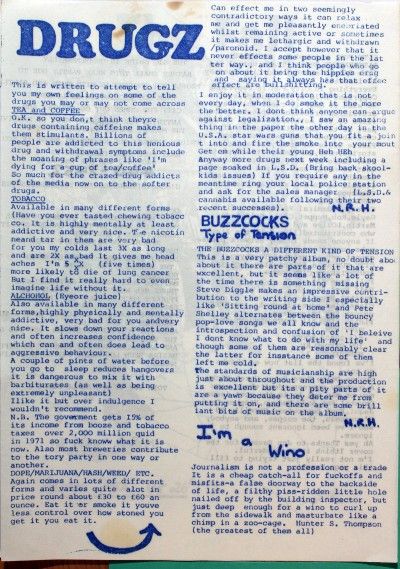 DRUGZ
This is written to attempt to tell
you my own feelings on some of the
drugs you may or may not come across
TEA and COFFEE
O.K. so you don,t think theyre
drugs containing caffeine makes
them stimulants. Billions of
people are addicted to this henious
drug and withdrawal symptoms include
the moaning of phrases like 'i'm
dying for a cup of tea/coffee'
So much for the crazed drug addicts
of the media now on to the softer
drugs.
TOBACCO
Available in many different forms
(Have you ever tasted chewing tobacc
co. It is highly mentally at least
addictive and very nice. T.e nicotin
neand tar in them are very bad
for you my colds last 3X as long
and are 2X as bad It gives me head
aches I'm 5 X (five times)
more likely to die of lung cancer
But I find it really hard to even
imagine life without it.
ALCHOHOL (Kysore juice)
Also available in many different
forms,highly physically and mentally
addictive, very bad for you andvery
nice. It slows down your reactions
and often increases confidence
which can and often does lead to
aggressive behaviour.
A couple of pints of water before
you go to sleep reduces hangovers
it is dangerous to mix it with
barbiturates (as well as being
extremely unpleasant)
Ilike it but over indulgence I
wouldn't recommend
N.B. The government gets 15% of
its income from booze and tobacco
taxes over 2,000 million quid
in 1971 so fuck knoww what it is
now. Also most breweries contribute
to the tory party in one way or
another.
DOPE/MARIJUANA/HASH/WEED/ ETC.
Again comes in lots of different
forms and varies quite alot in
price round about £30 to £60 an
ounce. Eat it or smoke it youve
less control over how stoned you
get it you eat it.
Can effect me in two seemingly
contradictory ways it can relax
me and get me pleasantly enebriated
whilst remaining active or sometimes
it makes me lethargic and withdrawn
/paronoid. I accept however that it
never effects some people in the lat
ter way., and I think people who go
on about it being the hippies drug
and saying it always hes that effee
effect are bullshitting.
I enjoy it in moderation that is not
every day, when I do smoke it the more
the better. I dont think anyone can argue
against legalization., I saw an amazing
thing in the paper the other day in the
U.S.A. star wars guns that you fit a join
t into and fire the smoke into your mout
Get em while their young Heh HEh
Anyway more drugs next week including a
page soaked in L.S.D. (Bring back skool-
kids issues) If you require any in the
meantime ring your local police station
and ask for the sales manager (L,S.D.&
cannabis available following their two
recent successes). N.R.H.
BUZZCOCKS
Type of Tension
THE BUZZCOCKS A DIFFERENT KIND OF TENSION
This is a very patchy album, no doubt abo
about it there are parts of it that are
wxcellent, but it seems like a lot of
the time there is something missing
Steve Diggle makes an impressive contri-
bution to the writing side I especially
like 'Sitting round at home' and Pete
Shelley alternates between the bouncy
pop-love songs we all know and the
introspection and confusion of 'I beleive
I dont know what to do with my life' and
though some of them are reasonably clear
the latter for insatance some of them
left me cold,
The standards of musicianship are high
just about throughout and the production
is excellent but its a pity parts of it
are a yawn because they deter me from
putting it on, and there are some brill
iant bits of music on the album.
N.R.H.
I'm a
Wino
Journalism is not a profession or a trade
It is a cheap catch-all for fuckoffs and
misfits-a false doorway to the backside
of life, a filthy piss-ridden little hole
nailed off by the building inspector, but
just deep enough for a wino to curl up
from the sidewalk and masturbate like a
chimp in a zoo-cage. Hunter S. Thompson
(the greatest of them all)